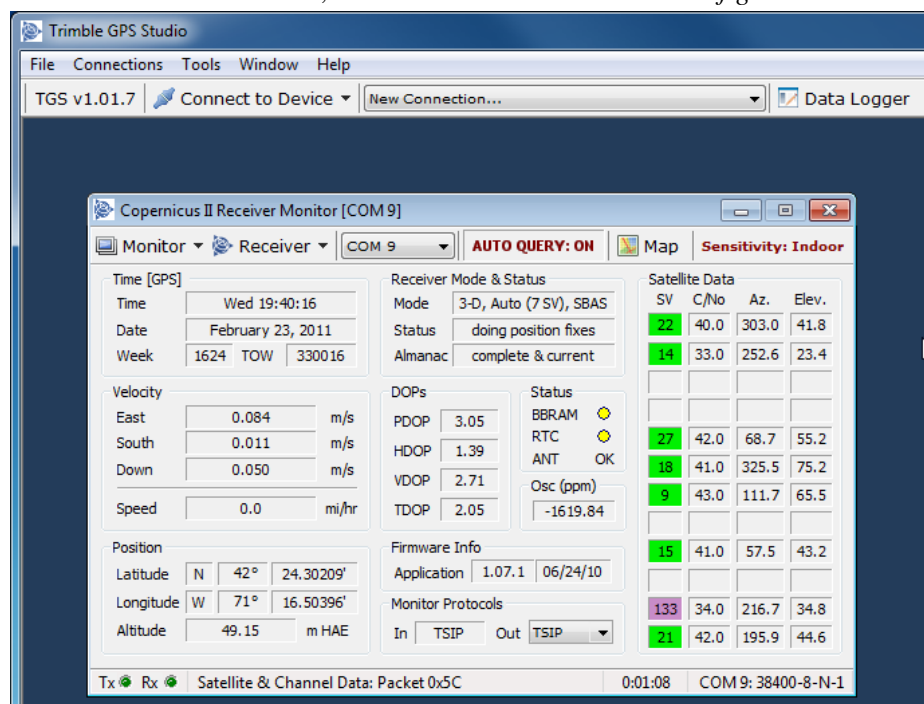 Trimble GPS Studio
File Connections Tools Window Help
TGS v1.01.7 Connect to Device New Connection... Data Logger
Copernicus II Receiver Monitor [COM 9]
Monitor Receiver COM 9 AUTO QUERY: ON Map Sensitivity: Indoor
Time [GPS]
Time Wed 19:40:16
Date February 23, 2011
Week 1624 TOW 330016
Velocity
East 0.084 m/s
South 0.011 m/s
Down 0.050 m/s
Speed 0.0 mi/hr
Position
Latitude N 42° 24.30209'
Longitude W 71° 16.50396'
Altitude 49.15 m HAE
Receiver Mode & Status
Mode 3-D, Auto (7 SV), SBAS
Status doing position fixes
Almanac complete & current
DOPs
PDOP 3.05
HDOP 1.39
VDOP 2.71
TDOP 2.05
Status
BBRAM
RTC
ANT OK
Osc (ppm)
-1619.84
Firmware Info
Application 1.07.1 06/24/10
Monitor Protocols
In TSIP Out TSIP
Satellite Data
SV C/No Az. Elev.
22 40.0 303.0 41.8
14 33.0 252.6 23.4
27 42.0 68.7 55.2
18 41.0 325.5 75.2
9 43.0 111.7 65.5
15 41.0 57.5 43.2
133 34.0 216.7 34.8
21 42.0 195.9 44.6
Tx Rx Satellite & Channel Data: Packet 0x5C 0:01:08 COM 9: 38400-8-N-1